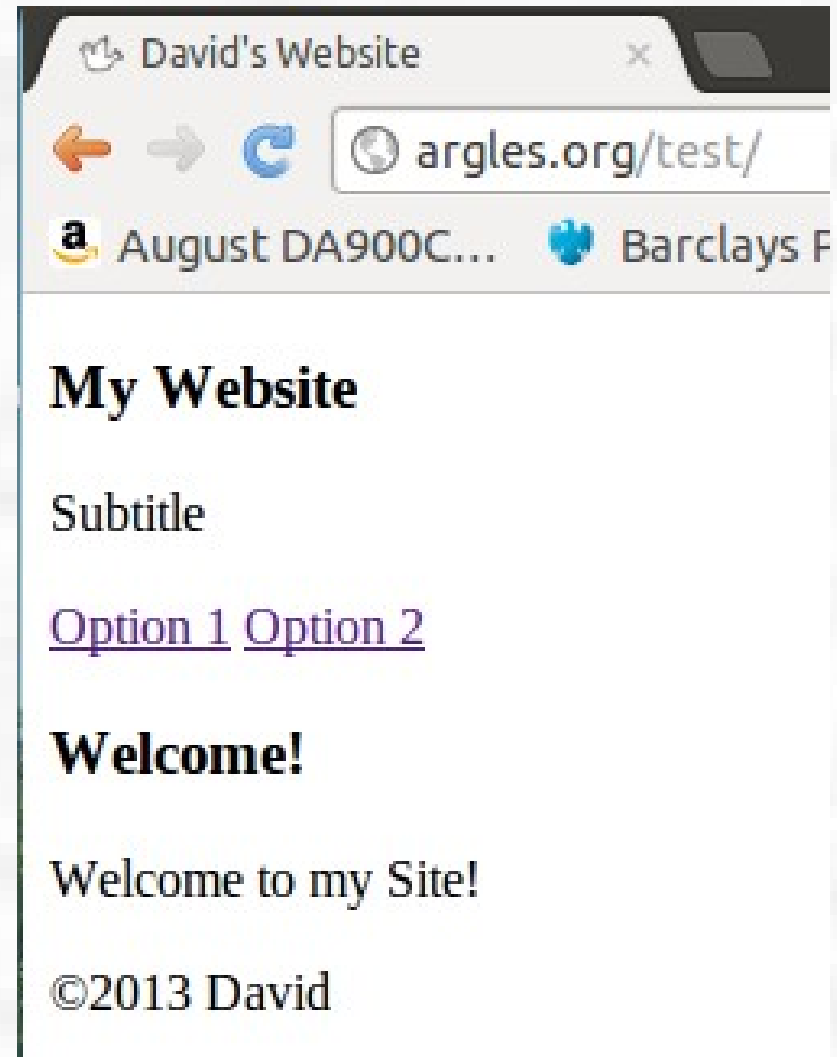 David's Website
argles.org/test/
August DA900C... Barclays F
My Website
Subtitle
Option 1 Option 2
Welcome!
Welcome to my Site!
©2013 David